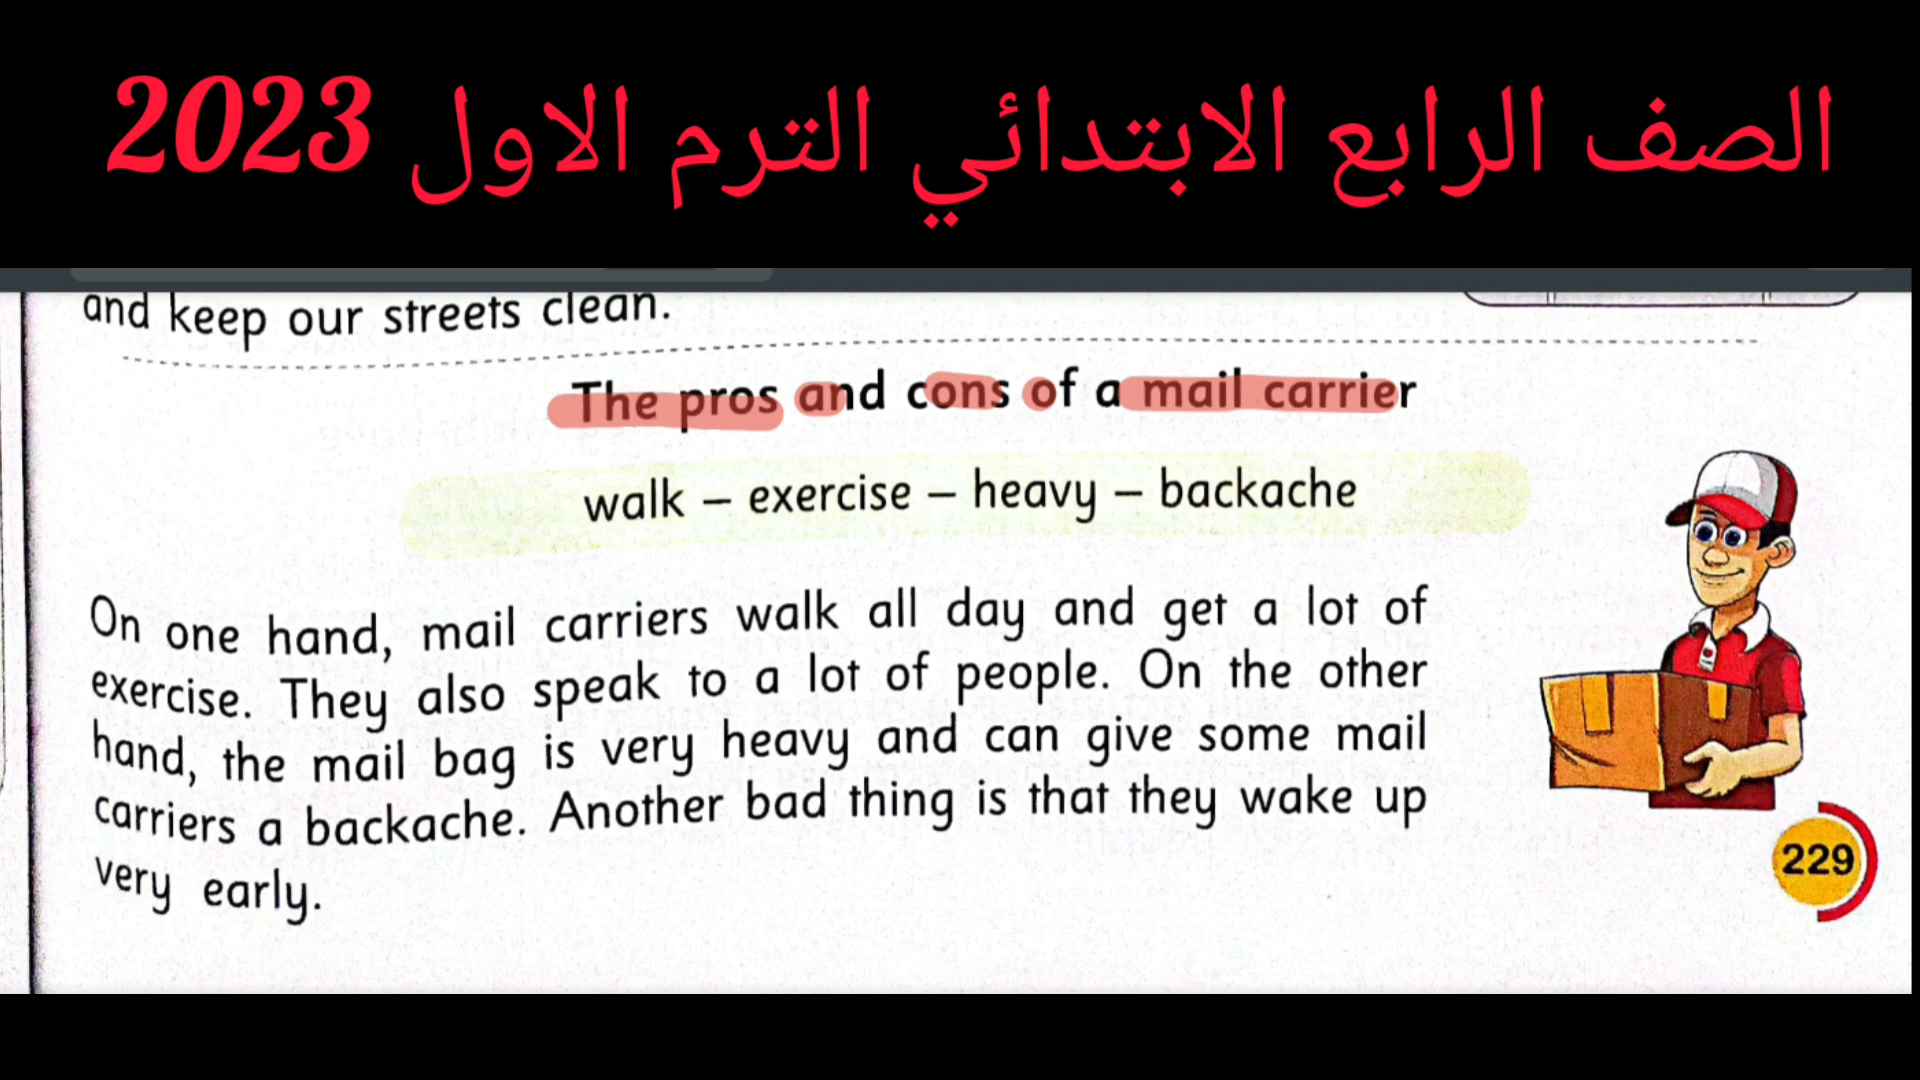 الصف الرابع الابتدائي الترم الاول 2023
and keep our streets clean.
The pros and cons of a mail carrier
walk – exercise – heavy – backache
On one hand, mail carriers walk all day and get a lot of
exercise. They also speak to a lot of people. On the other
hand, the mail bag is very heavy and can give some mail
carriers a backache. Another bad thing is that they wake up
very early.
229